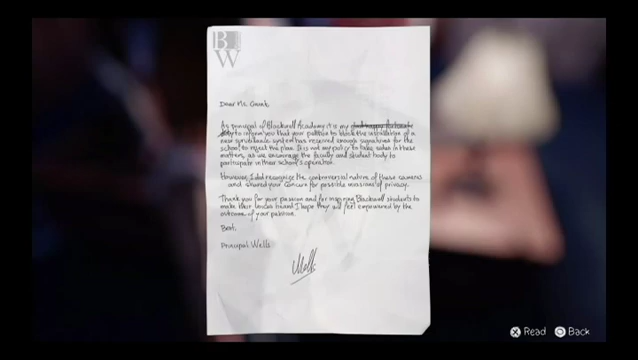 B
W
Dear Ms. Grant,
As principal of Blackwell Academy it is my
duty to inform you that your petition to block the installation of a
new surveillance system has received enough signatures for the
school to reject the plan. It is not my policy to take sides in these
matters, as we encourage the faculty and student body to
participate in their school's operation.
However, I did recognize the controversial nature of these cameras
and shared your concern for possible invasions of privacy.
Thank you for your passion and for inspiring Blackwell students to
make their voices heard. I hope they will feel empowered by the
outcome of your petition.
Best,
Principal Wells
Wells
Read Back